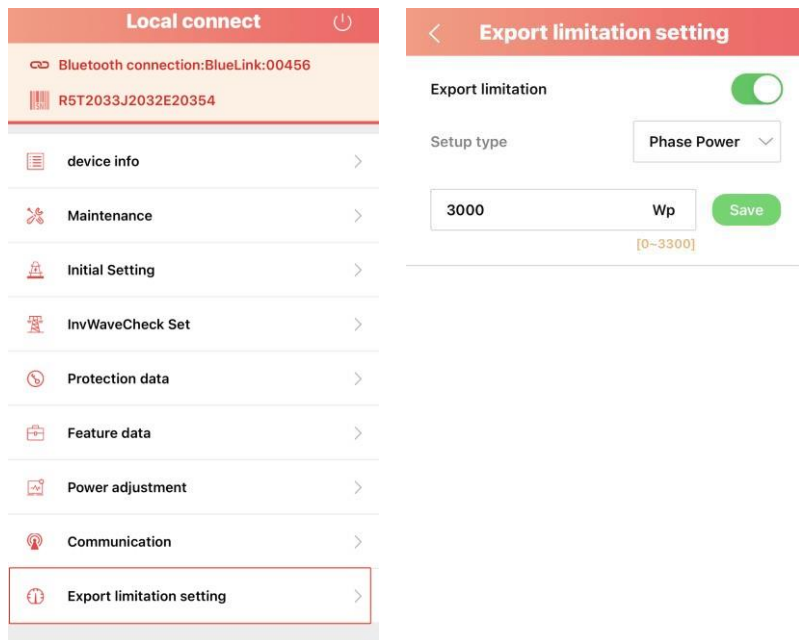 Local connect
Bluetooth connection:BlueLink:00456
R5T2033J2032E20354
device info
Maintenance
Initial Setting
InvWaveCheck Set
Protection data
Feature data
Power adjustment
Communication
Export limitation setting
Export limitation setting
Export limitation
Setup type
Phase Power
3000 Wp
Save
[0~3300]